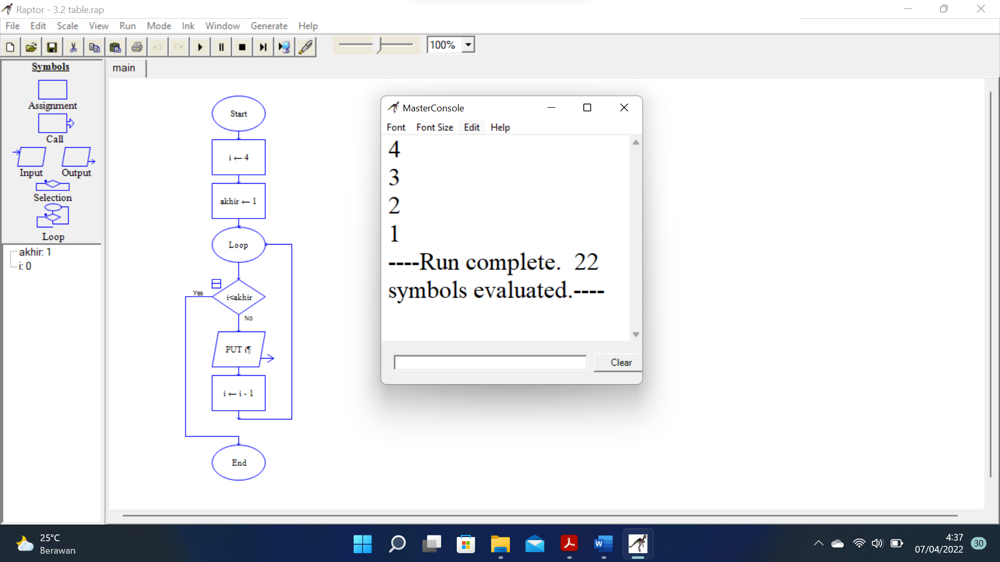 Raptor - 3.2 table.rap
File Edit Scale View Run Mode Ink Window Generate Help
100%
Symbols
Assignment
Call
Input Output
Selection
Loop
akhir: 1
i: 0
main
Start
i ← 4
akhir ← 1
Loop
Yes
i<akhir
No
PUT i¶
i ← i - 1
End
MasterConsole
Font Font Size Edit Help
4
3
2
1
----Run complete. 22
symbols evaluated.----
Clear
25°C
Berawan
W
4:37
07/04/2022
30